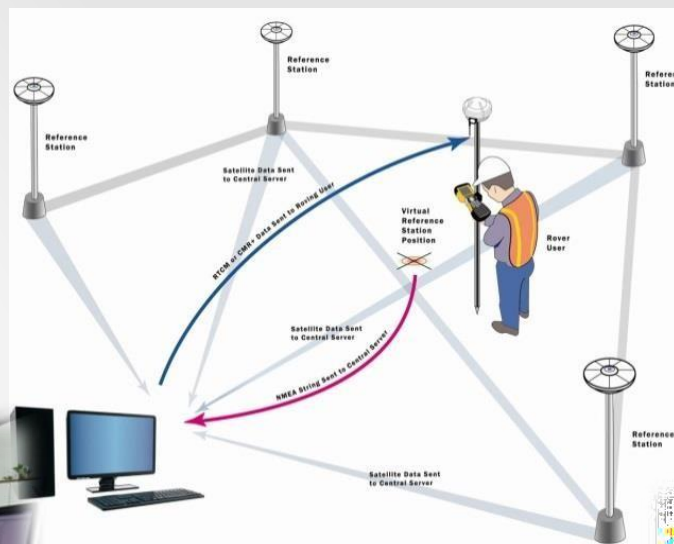 Reference
Station
Reference
Station
Reference
Station
Satellite Data Sent
to Central Server
RTCM or CMR+ Data Sent to Roving User
Virtual
Reference
Station
Position
Rover
User
Satellite Data Sent
to Central Server
NMEA String Sent to Central Server
Reference
Station
Satellite Data Sent
to Central Server